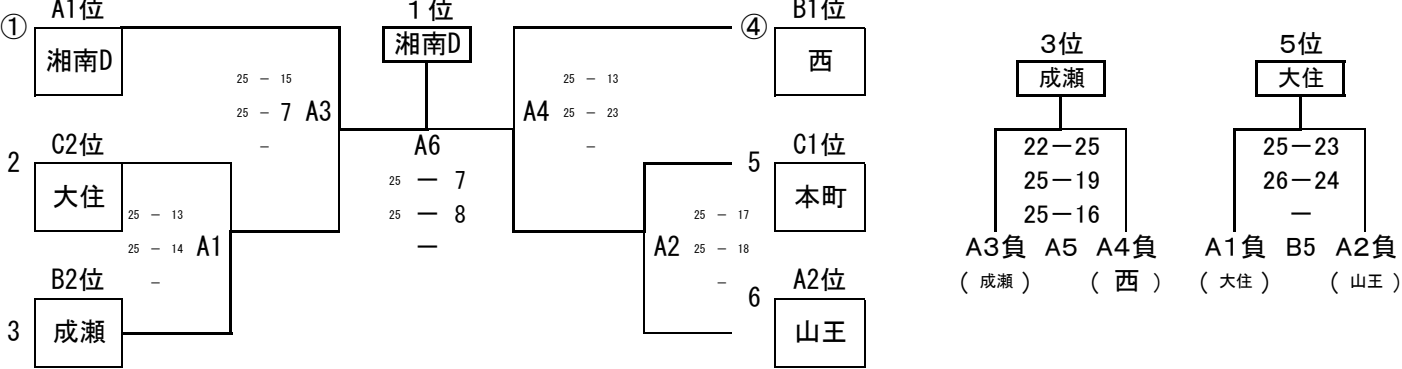 A1位
①
湘南D
C2位
2
大住
B2位
3
成瀬
25 － 13
25 － 14
A1
－
25 － 15
25 － 7
A3
－
１位
湘南D
A6
25 － 7
25 － 8
－
A4
25 － 13
25 － 23
－
A2
25 － 17
25 － 18
－
B1位
④
西
C1位
5
本町
A2位
6
山王
３位
成瀬
22－25
25－19
25－16
A3負 A5 A4負
( 成瀬 ) ( 西 )
５位
大住
25－23
26－24
－
A1負 B5 A2負
( 大住 ) ( 山王 )